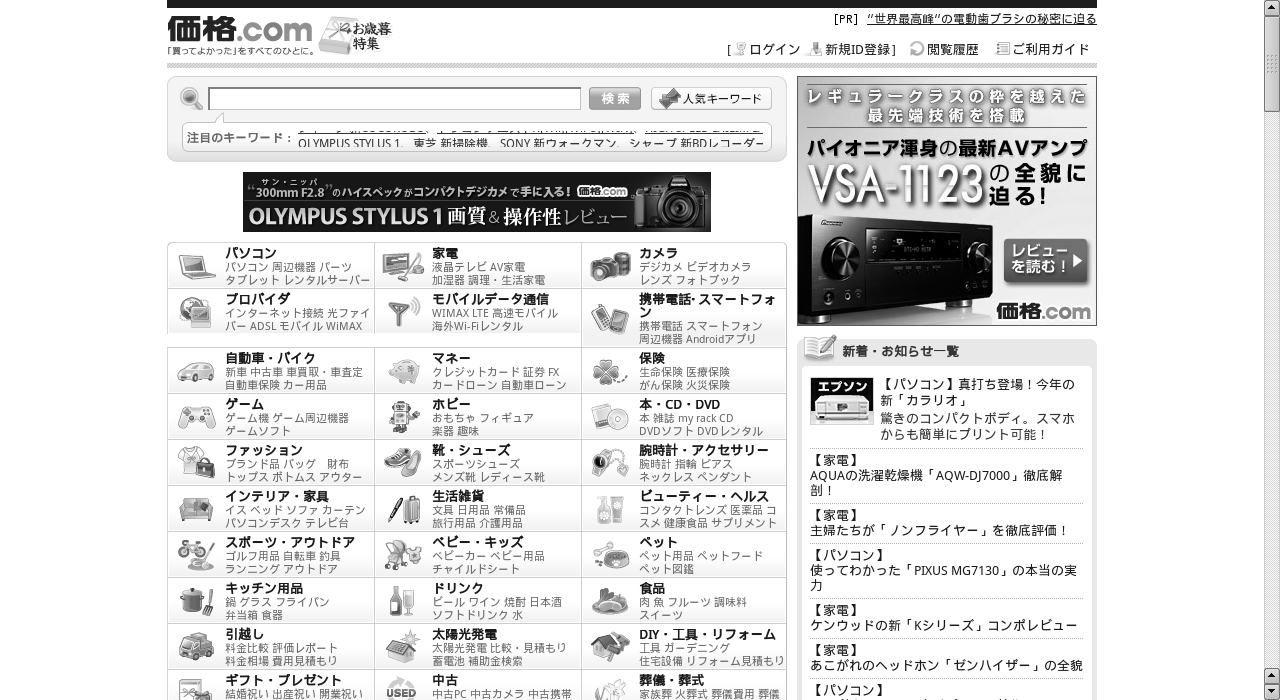 [PR] “世界最高峰”の電動歯ブラシの秘密に迫る
価格.com
「買ってよかった」をすべてのひとに。
お歳暮
特集
[ ログイン 新規ID登録 ] 閲覧履歴 ご利用ガイド
検索 人気キーワード
注目のキーワード：
OLYMPUS STYLUS 1、 東芝 新掃除機、 SONY 新ウォークマン、 シャープ 新BDレコーダー
サン・ニッパ
“300mm F2.8”のハイスペックがコンパクトデジカメで手に入る！ 価格.com
OLYMPUS STYLUS 1 画質＆操作性レビュー
レギュラークラスの枠を越えた
最先端技術を搭載
パイオニア渾身の最新AVアンプ
VSA-1123の全貌に
迫る！
Pioneer
レビュー
を読む！
価格.com
パソコン
パソコン 周辺機器 パーツ
タブレット レンタルサーバー
家電
液晶テレビ AV家電
加湿器 調理・生活家電
カメラ
デジカメ ビデオカメラ
レンズ フォトブック
プロバイダ
インターネット接続 光ファイ
バー ADSL モバイル WiMAX
モバイルデータ通信
WIMAX LTE 高速モバイル
海外Wi-Fiレンタル
携帯電話･スマートフォ
ン
携帯電話 スマートフォン
周辺機器 Androidアプリ
自動車・バイク
新車 中古車 車買取・車査定
自動車保険 カー用品
マネー
クレジットカード 証券 FX
カードローン 自動車ローン
保険
生命保険 医療保険
がん保険 火災保険
ゲーム
ゲーム機 ゲーム周辺機器
ゲームソフト
ホビー
おもちゃ フィギュア
楽器 趣味
本・CD・DVD
本 雑誌 my rack CD
DVDソフト DVDレンタル
ファッション
ブランド品 バッグ　財布
トップス ボトムス アウター
靴・シューズ
スポーツシューズ
メンズ靴 レディース靴
腕時計・アクセサリー
腕時計 指輪 ピアス
ネックレス ペンダント
インテリア・家具
イス ベッド ソファ カーテン
パソコンデスク テレビ台
生活雑貨
文具 日用品 常備品
旅行用品 介護用品
ビューティー・ヘルス
コンタクトレンズ 医薬品 コ
スメ 健康食品 サプリメント
スポーツ・アウトドア
ゴルフ用品 自転車 釣具
ランニング アウトドア
ベビー・キッズ
ベビーカー ベビー用品
チャイルドシート
ペット
ペット用品 ペットフード
ペット図鑑
キッチン用品
鍋 グラス フライパン
弁当箱 食器
ドリンク
ビール ワイン 焼酎 日本酒
ソフトドリンク 水
食品
肉 魚 フルーツ 調味料
スイーツ
引越し
料金比較 評価レポート
料金相場 費用見積もり
太陽光発電
太陽光発電 比較・見積もり
蓄電池 補助金検索
DIY・工具・リフォーム
工具 ガーデニング
住宅設備 リフォーム見積もり
ギフト・プレゼント
結婚祝い 出産祝い 開業祝い
USED
中古
中古PC 中古カメラ 中古携帯
葬儀・葬式
家族葬 火葬式 葬儀費用 葬儀
新着・お知らせ一覧
エプソン
【パソコン】真打ち登場！今年の
新「カラリオ」
驚きのコンパクトボディ。スマホ
からも簡単にプリント可能！
【家電】
AQUAの洗濯乾燥機「AQW-DJ7000」徹底解
剖！
【家電】
主婦たちが「ノンフライヤー」を徹底評価！
【パソコン】
使ってわかった「PIXUS MG7130」の本当の実
力
【家電】
ケンウッドの新「Kシリーズ」コンポレビュー
【家電】
あこがれのヘッドホン「ゼンハイザー」の全貌
【パソコン】